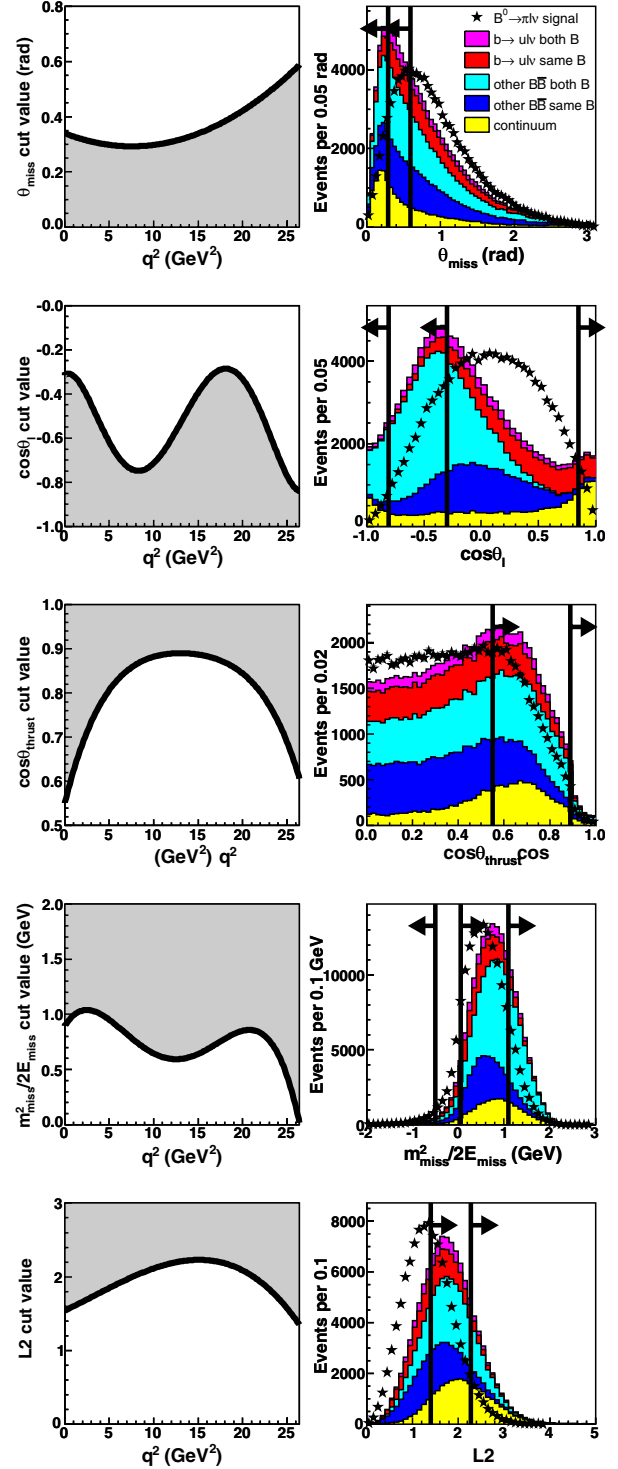 θmiss cut value (rad)
0.8
0.6
0.4
0.2
0.0
0 5 10 15 20 25
q² (GeV²)
Events per 0.05 rad
4000
2000
0
0 1 2 3
θmiss (rad)
B⁰→πlν signal
b→ ulν both B
b→ ulν same B
other BB̅ both B
other BB̅ same B
continuum
cosθl cut value
-0.0
-0.2
-0.4
-0.6
-0.8
-1.0
0 5 10 15 20 25
q² (GeV²)
Events per 0.05
4000
2000
0
-1.0 -0.5 0.0 0.5 1.0
cosθl
cosθthrust cut value
1.0
0.9
0.8
0.7
0.6
0.5
0 5 10 15 20 25
(GeV²) q²
Events per 0.02
2000
1500
1000
500
0
0.0 0.2 0.4 0.6 0.8 1.0
cosθthrust cos
m²miss/2Emiss cut value (GeV)
2.0
1.5
1.0
0.5
0.0
0 5 10 15 20 25
q² (GeV²)
Events per 0.1 GeV
10000
5000
0
-2 -1 0 1 2 3
m²miss/2Emiss (GeV)
L2 cut value
3
2
1
0
0 5 10 15 20 25
q² (GeV²)
Events per 0.1
8000
6000
4000
2000
0
0 1 2 3 4 5
L2